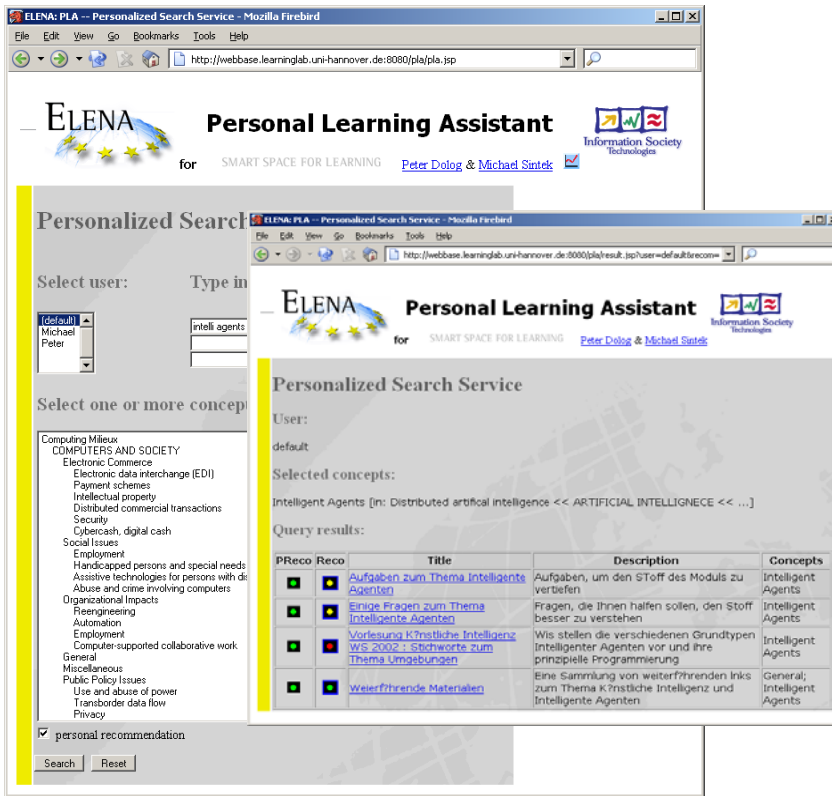 ELENA: PLA -- Personalized Search Service - Mozilla Firebird
File Edit View Go Bookmarks Tools Help
http://webbase.learninglab.uni-hannover.de:8080/pla/pla.jsp
ELENA
Personal Learning Assistant
for SMART SPACE FOR LEARNING Peter Dolog & Michael Sintek
Information Society
Technologies
Personalized Search
Select user: Type in
(default)
Michael
Peter
intelli agents
Select one or more concep
Computing Milieux
COMPUTERS AND SOCIETY
Electronic Commerce
Electronic data interchange (EDI)
Payment schemes
Intellectual property
Distributed commercial transactions
Security
Cybercash, digital cash
Social Issues
Employment
Handicapped persons and special needs
Assistive technologies for persons with dis
Abuse and crime involving computers
Organizational Impacts
Reengineering
Automation
Employment
Computer-supported collaborative work
General
Miscellaneous
Public Policy Issues
Use and abuse of power
Transborder data flow
Privacy
personal recommendation
Search Reset
ELENA: PLA -- Personalized Search Service - Mozilla Firebird
File Edit View Go Bookmarks Tools Help
http://webbase.learninglab.uni-hannover.de:8080/pla/result.jsp?user=default&recom=
ELENA
Personal Learning Assistant
for SMART SPACE FOR LEARNING Peter Dolog & Michael Sintek
Information Society
Technologies
Personalized Search Service
User:
default
Selected concepts:
Intelligent Agents [in: Distributed artifical intelligence << ARTIFICIAL INTELLIGNECE << ...]
Query results:
PReco Reco Title Description Concepts
Aufgaben zum Thema Intelligente Agenten
Aufgaben, um den SToff des Moduls zu vertiefen
Intelligent Agents
Einige Fragen zum Thema Intelligente Agenten
Fragen, die Ihnen halfen sollen, den Stoff besser zu verstehen
Intelligent Agents
Vorlesung K?nstliche Intelligenz
WS 2002 : Stichworte zum
Thema Umgebungen
Wis stellen die verschiedenen Grundtypen
Intelligenter Agenten vor und ihre
prinzipielle Programmierung
Intelligent Agents
Weierf?hrende Materialien
Eine Sammlung von weiterf?hrenden lnks
zum Thema K?nstliche Intelligenz und
Intelligente Agenten
General;
Intelligent
Agents